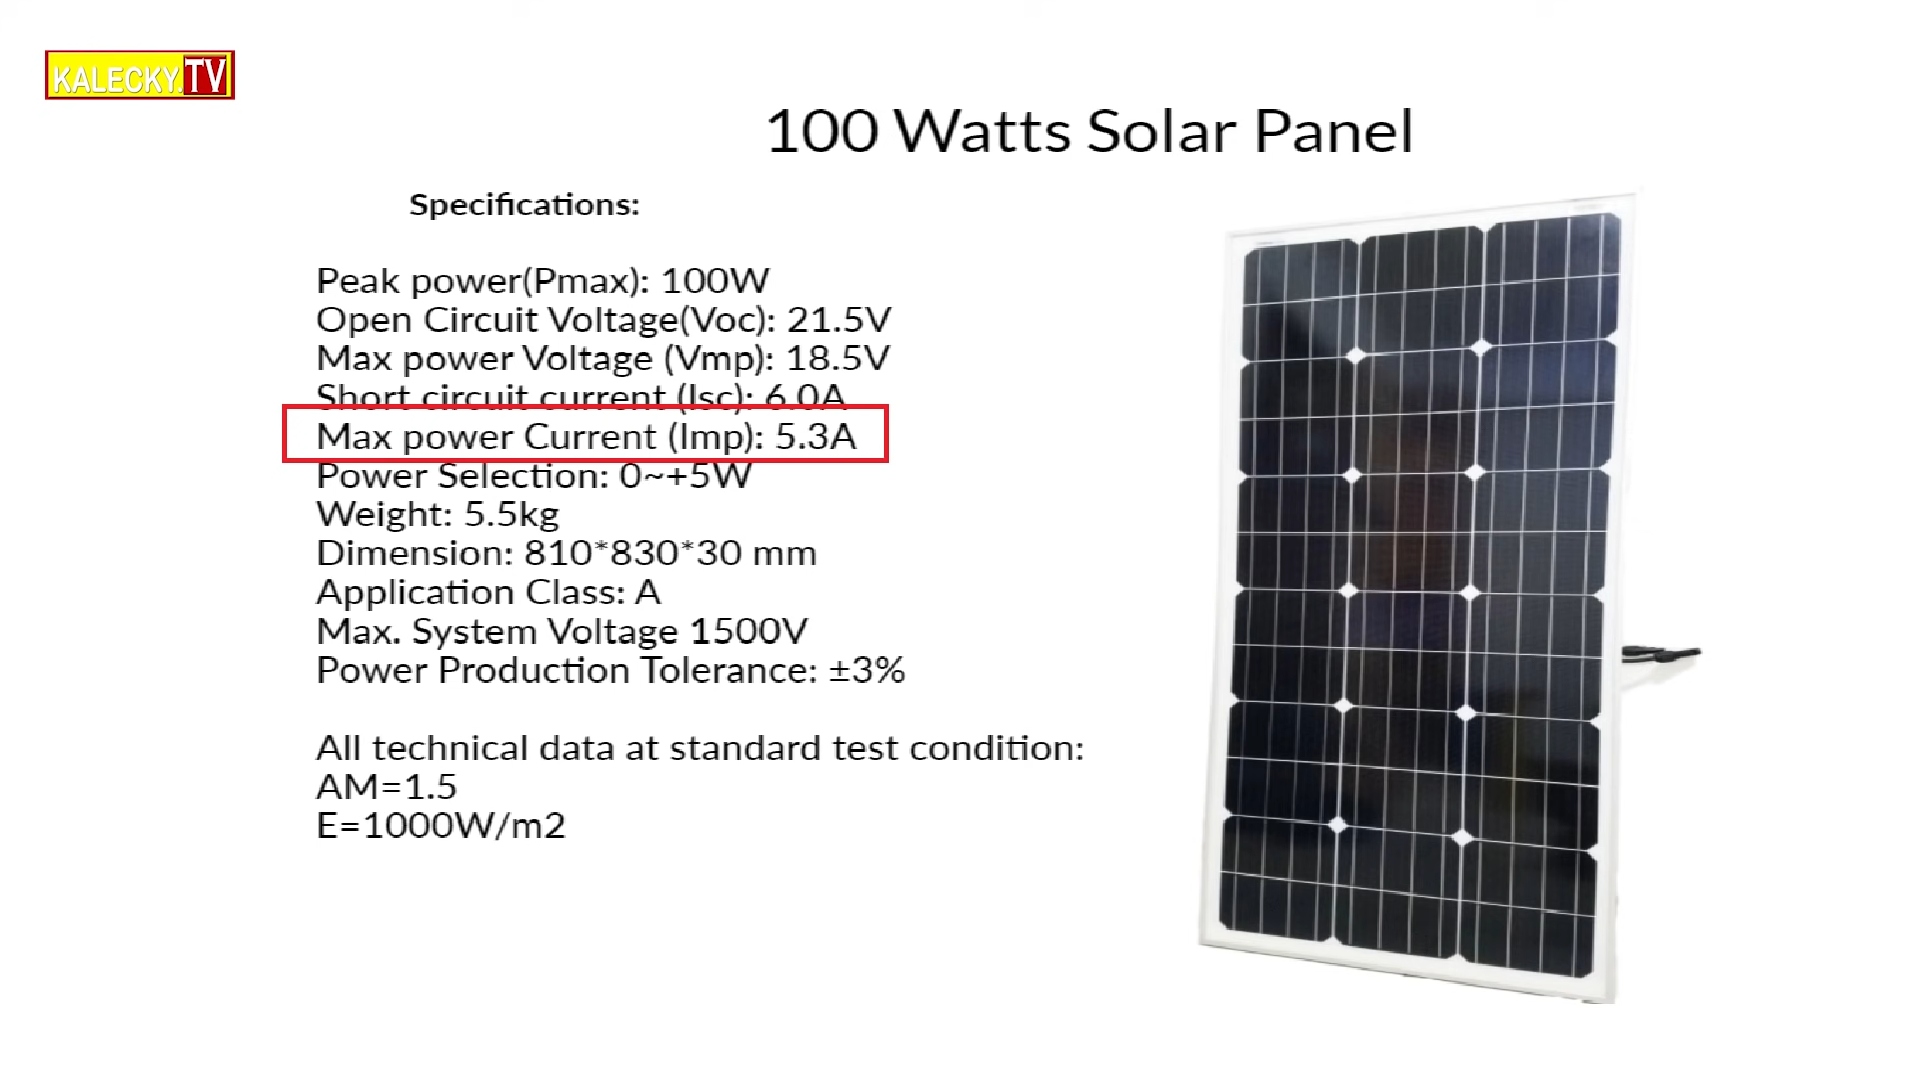 KALECKY.TV
100 Watts Solar Panel
Specifications:
Peak power(Pmax): 100W
Open Circuit Voltage(Voc): 21.5V
Max power Voltage (Vmp): 18.5V
Short circuit current (Isc): 6.0A
Max power Current (Imp): 5.3A
Power Selection: 0~+5W
Weight: 5.5kg
Dimension: 810*830*30 mm
Application Class: A
Max. System Voltage 1500V
Power Production Tolerance: ±3%
All technical data at standard test condition:
AM=1.5
E=1000W/m2